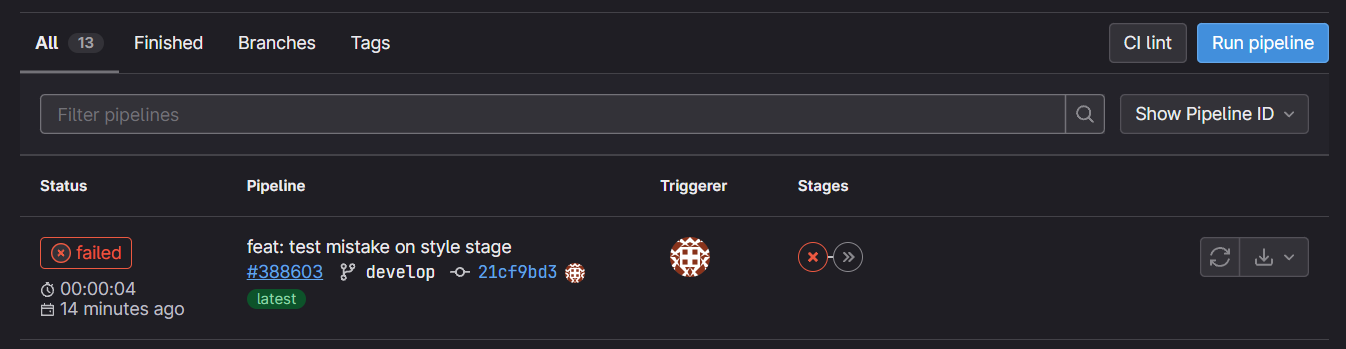 All 13 Finished Branches Tags CI lint Run pipeline
Filter pipelines Show Pipeline ID
Status Pipeline Triggerer Stages
failed feat: test mistake on style stage
#388603 develop 21cf9bd3
00:00:04 latest
14 minutes ago